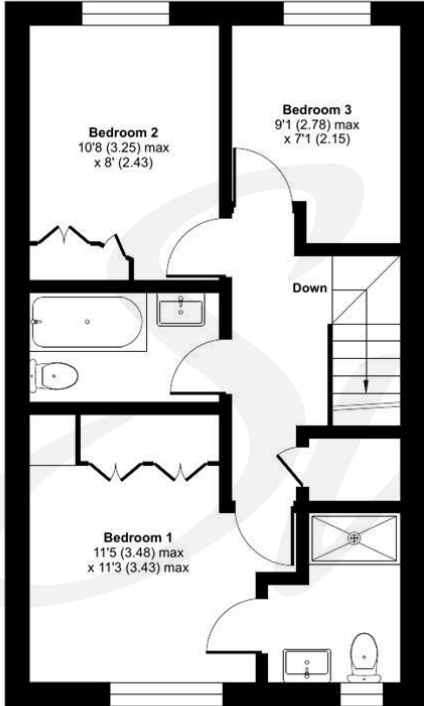 Bedroom 2
10'8 (3.25) max
x 8' (2.43)
Bedroom 3
9'1 (2.78) max
x 7'1 (2.15)
Down
Bedroom 1
11'5 (3.48) max
x 11'3 (3.43) max